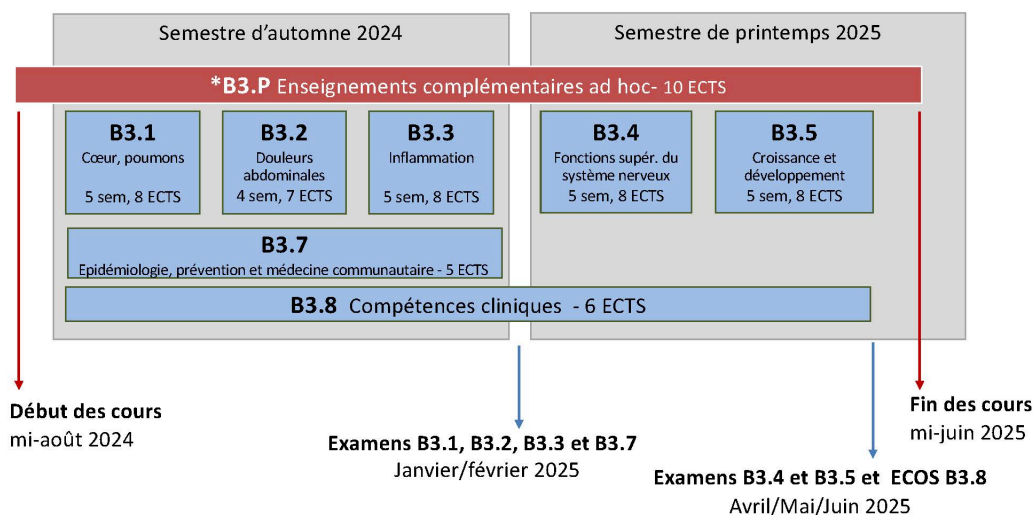 Semestre d’automne 2024
Semestre de printemps 2025
*B3.P Enseignements complémentaires ad hoc- 10 ECTS
B3.1
Cœur, poumons
5 sem, 8 ECTS
B3.2
Douleurs
abdominales
4 sem, 7 ECTS
B3.3
Inflammation
5 sem, 8 ECTS
B3.4
Fonctions supér. du
système nerveux
5 sem, 8 ECTS
B3.5
Croissance et
développement
5 sem, 8 ECTS
B3.7
Epidémiologie, prévention et médecine communautaire - 5 ECTS
B3.8 Compétences cliniques - 6 ECTS
Début des cours
mi-août 2024
Examens B3.1, B3.2, B3.3 et B3.7
Janvier/février 2025
Fin des cours
mi-juin 2025
Examens B3.4 et B3.5 et ECOS B3.8
Avril/Mai/Juin 2025